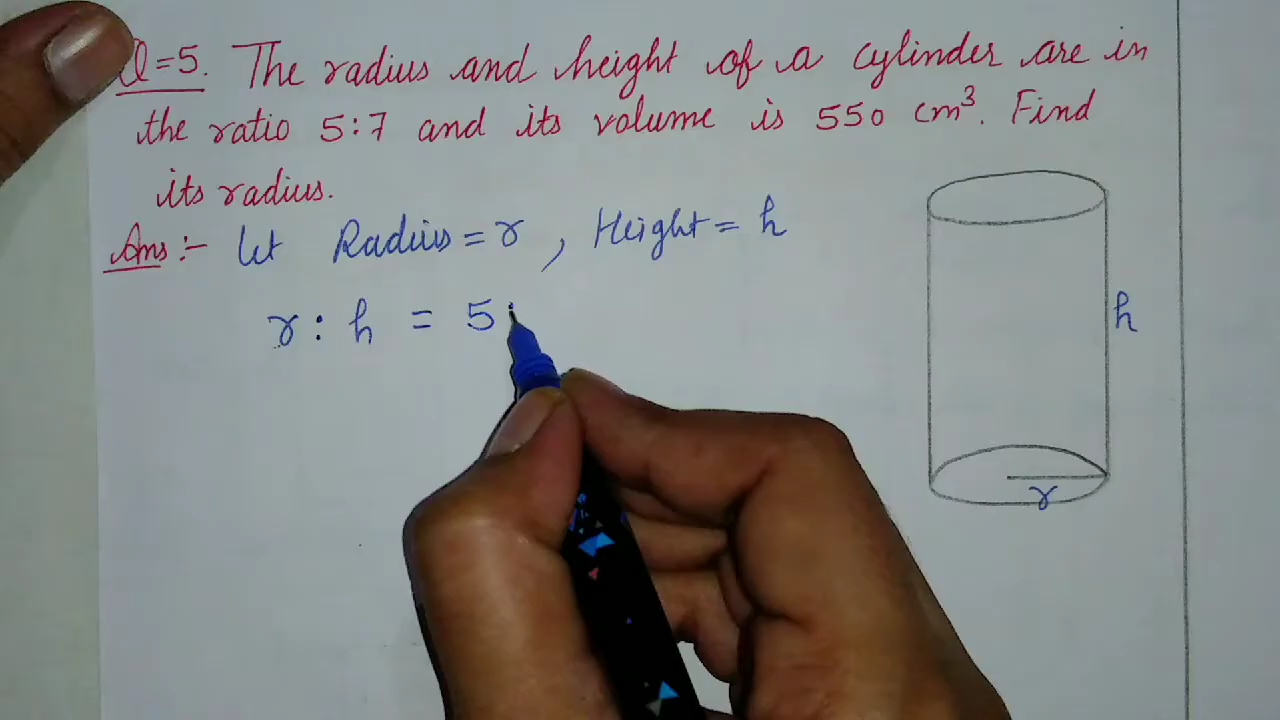 Q=5. The radius and height of a cylinder are in
the ratio 5:7 and its volume is 550 cm³. Find
its radius.
Ans:- Let Radius = r , Height = h
r : h = 5:
h
r